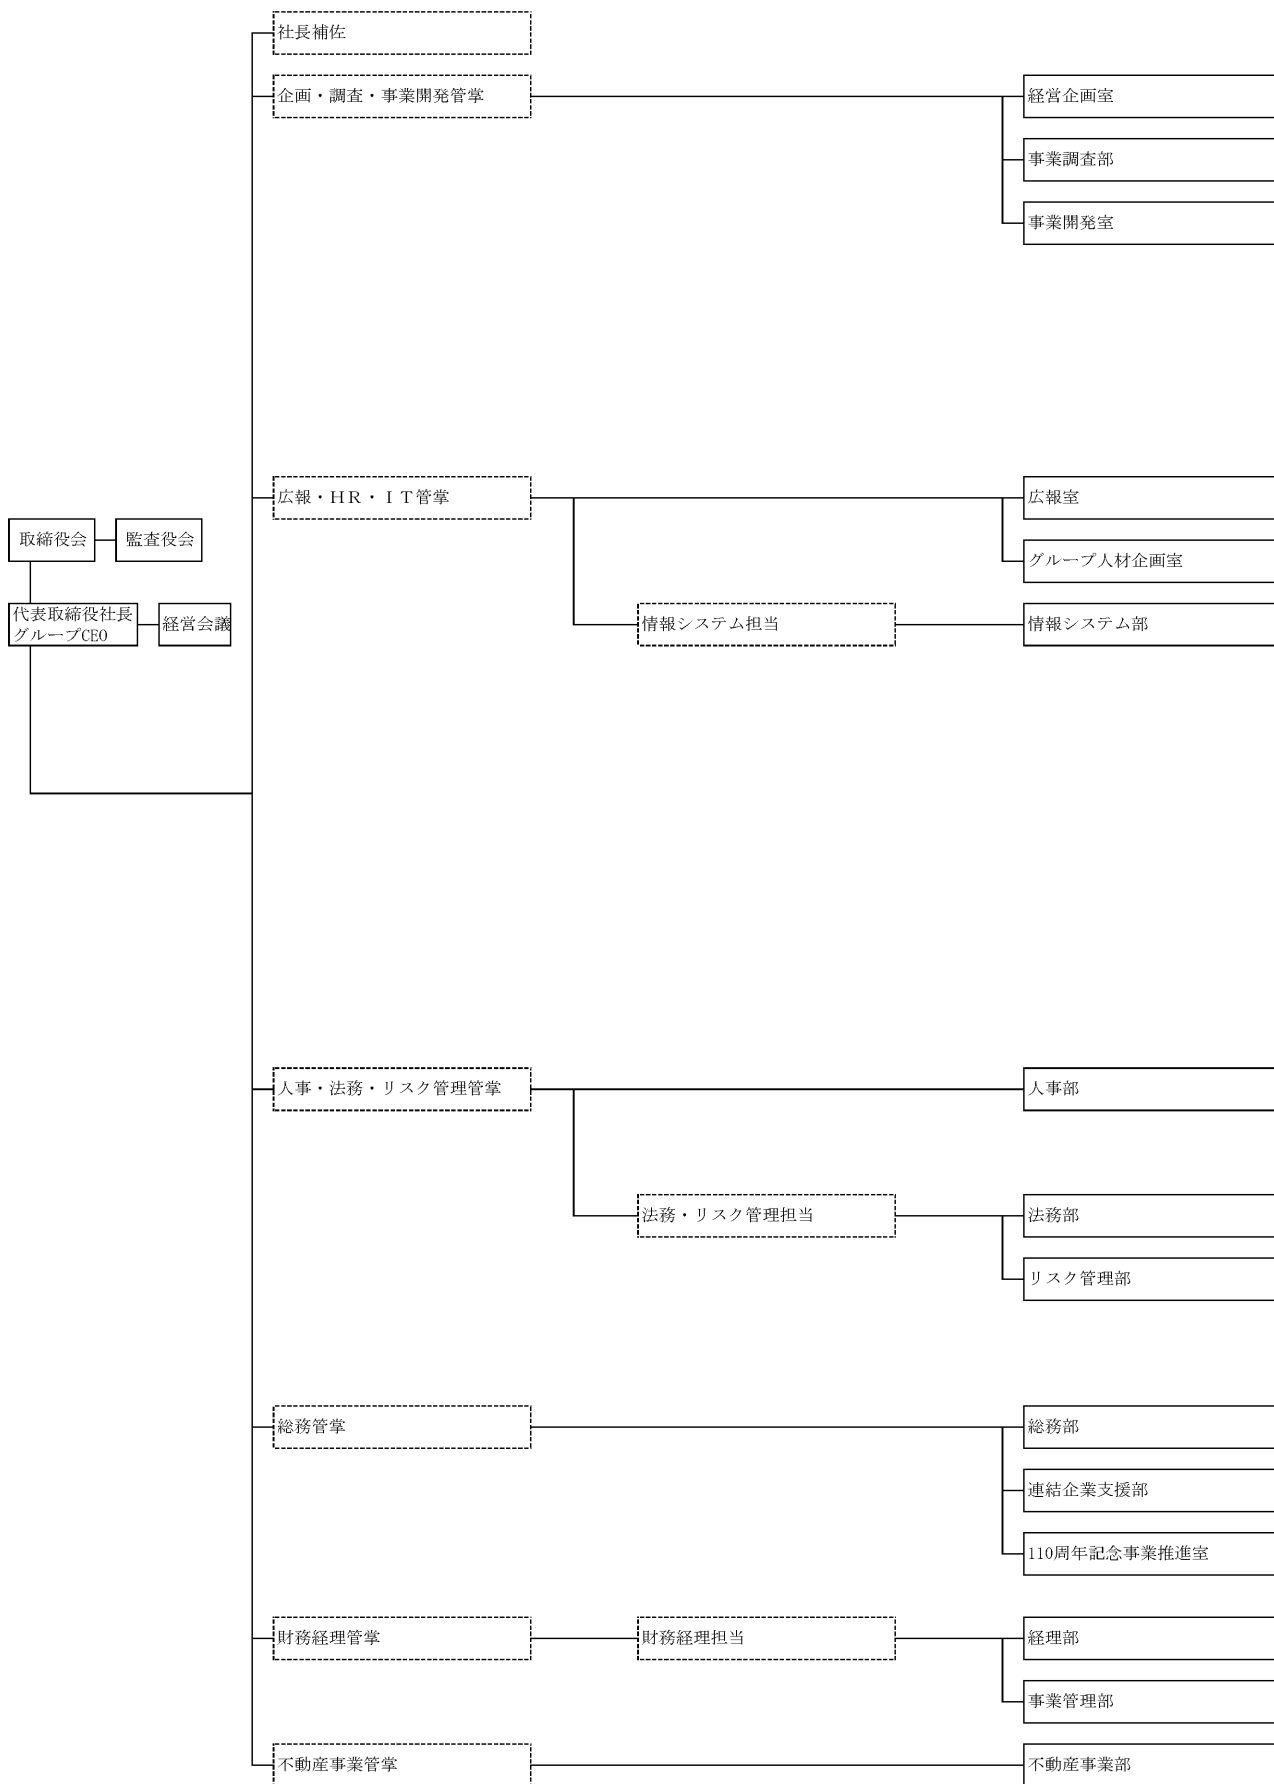 社長補佐
企画・調査・事業開発管掌
経営企画室
事業調査部
事業開発室
広報・ＨＲ・ＩＴ管掌
広報室
取締役会
監査役会
グループ人材企画室
代表取締役社長
グループCEO
経営会議
情報システム担当
情報システム部
人事・法務・リスク管理管掌
人事部
法務・リスク管理担当
法務部
リスク管理部
総務管掌
総務部
連結企業支援部
110周年記念事業推進室
財務経理管掌
財務経理担当
経理部
事業管理部
不動産事業管掌
不動産事業部